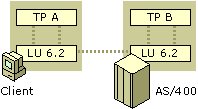 TP A TP B
LU 6.2 LU 6.2
Client AS/400